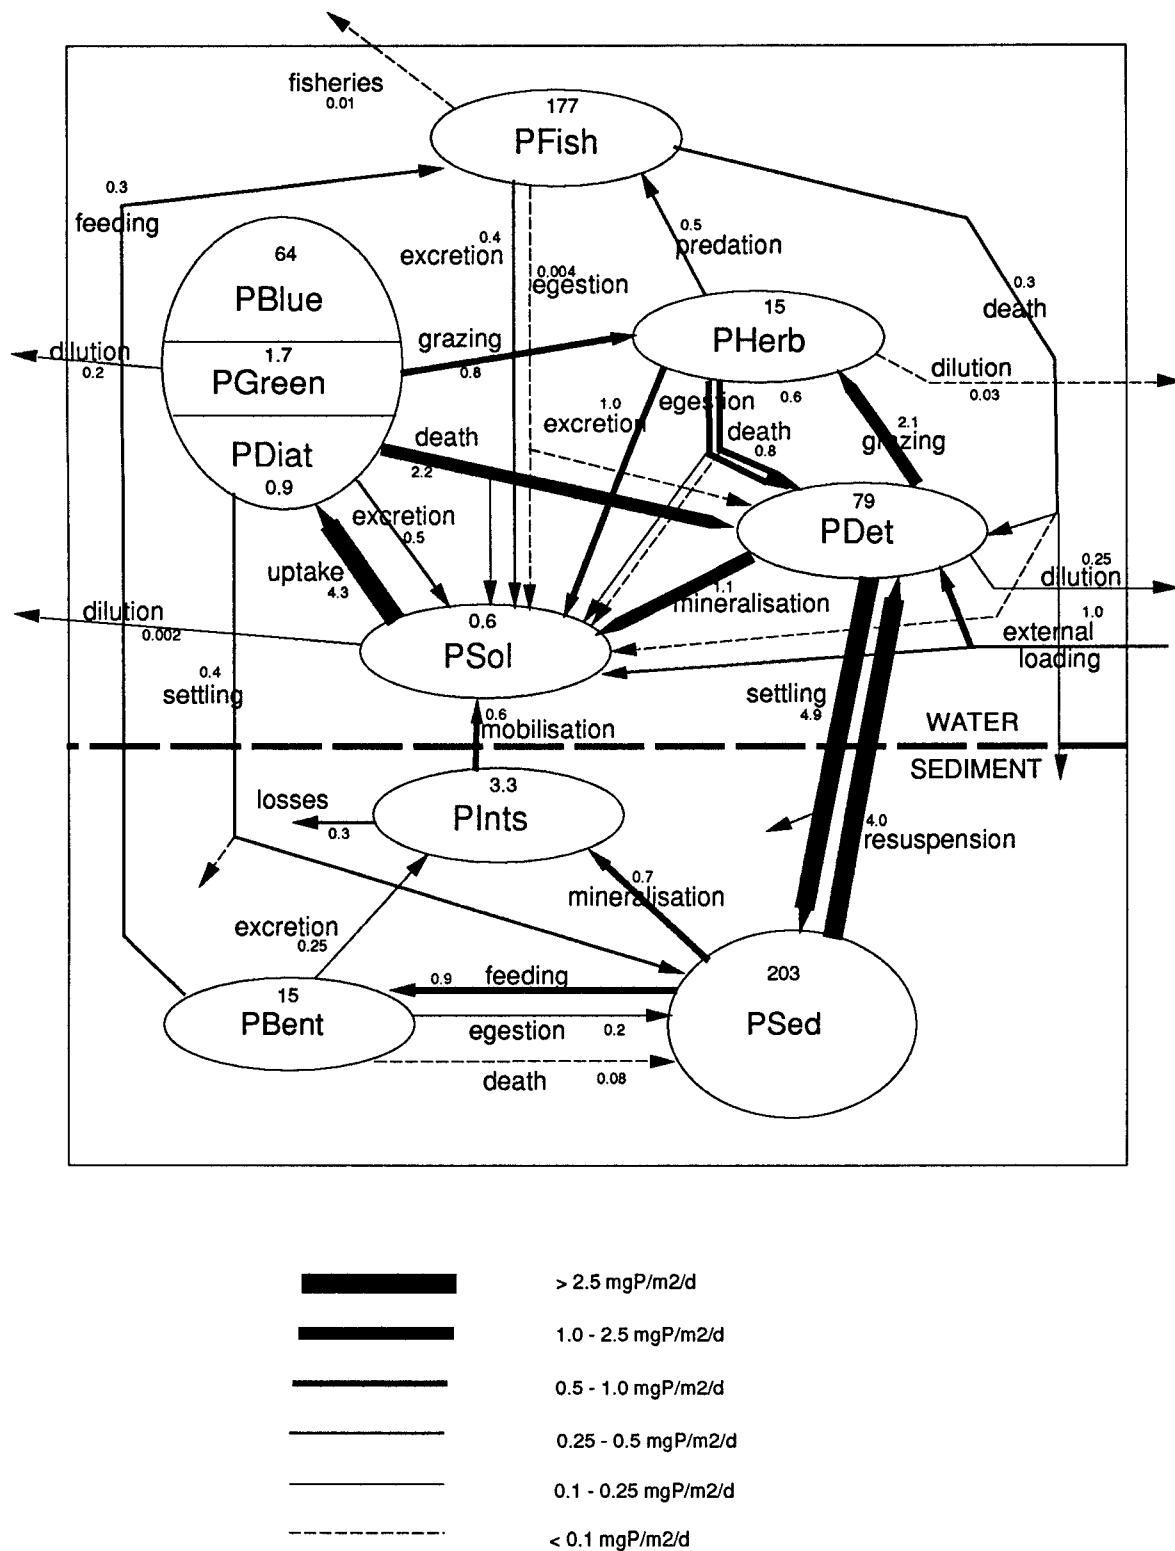 fisheries
0.01
177
PFish
0.3
feeding
0.4
excretion
0.004
egestion
0.5
predation
0.3
death
64
PBlue
1.7
PGreen
PDiat
0.9
dilution
0.2
grazing
0.8
15
PHerb
dilution
0.03
1.0
excretion
egestion
0.6
death
0.8
2.1
grazing
death
2.2
excretion
0.5
79
PDet
uptake
4.3
dilution
0.25
dilution
0.002
0.6
PSol
1.1
mineralisation
1.0
external
loading
0.4
settling
settling
4.9
0.6
mobilisation
WATER
SEDIMENT
losses
0.3
3.3
PInts
4.0
resuspension
0.7
mineralisation
excretion
0.25
0.9
feeding
203
PSed
15
PBent
egestion
0.2
death
0.08
> 2.5 mgP/m2/d
1.0 - 2.5 mgP/m2/d
0.5 - 1.0 mgP/m2/d
0.25 - 0.5 mgP/m2/d
0.1 - 0.25 mgP/m2/d
< 0.1 mgP/m2/d